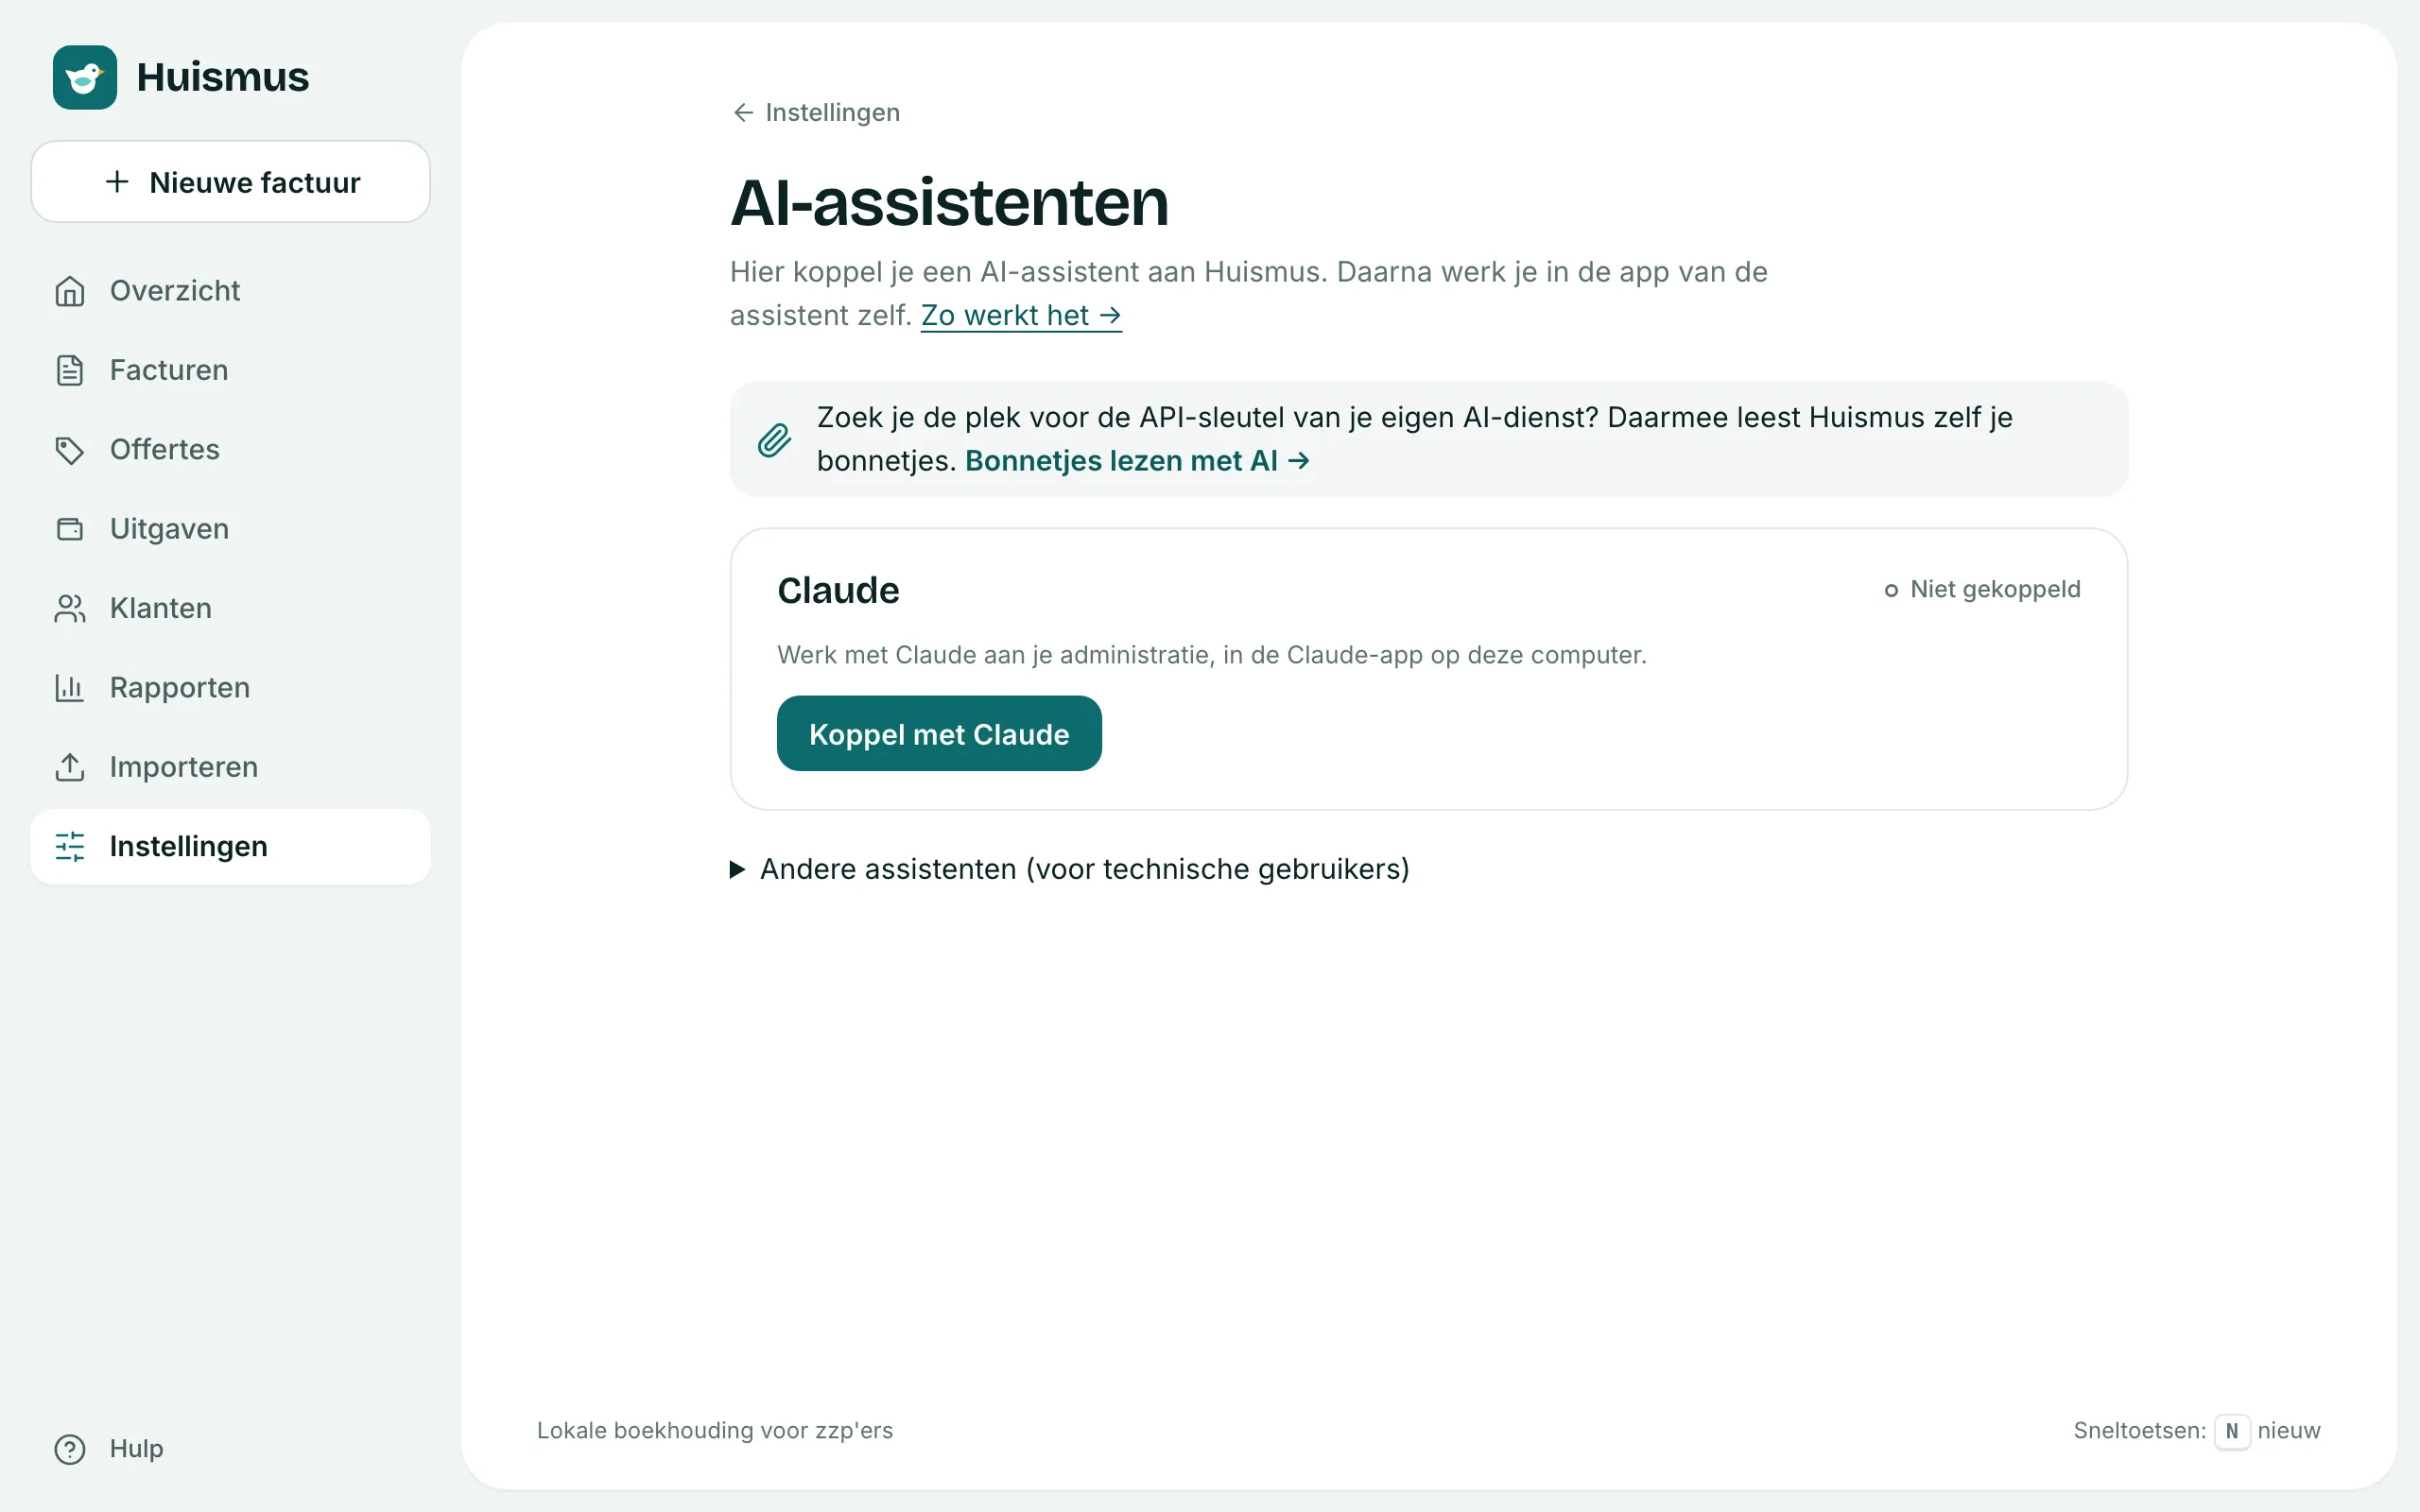 Huismus
Nieuwe factuur
Overzicht
Facturen
Offertes
Uitgaven
Klanten
Rapporten
Importeren
Instellingen
Hulp
← Instellingen
AI-assistenten
Hier koppel je een AI-assistent aan Huismus. Daarna werk je in de app van de
assistent zelf. Zo werkt het →
Zoek je de plek voor de API-sleutel van je eigen AI-dienst? Daarmee leest Huismus zelf je
bonnetjes. Bonnetjes lezen met AI →
Claude
Niet gekoppeld
Werk met Claude aan je administratie, in de Claude-app op deze computer.
Koppel met Claude
▶ Andere assistenten (voor technische gebruikers)
Lokale boekhouding voor zzp'ers
Sneltoetsen: N nieuw